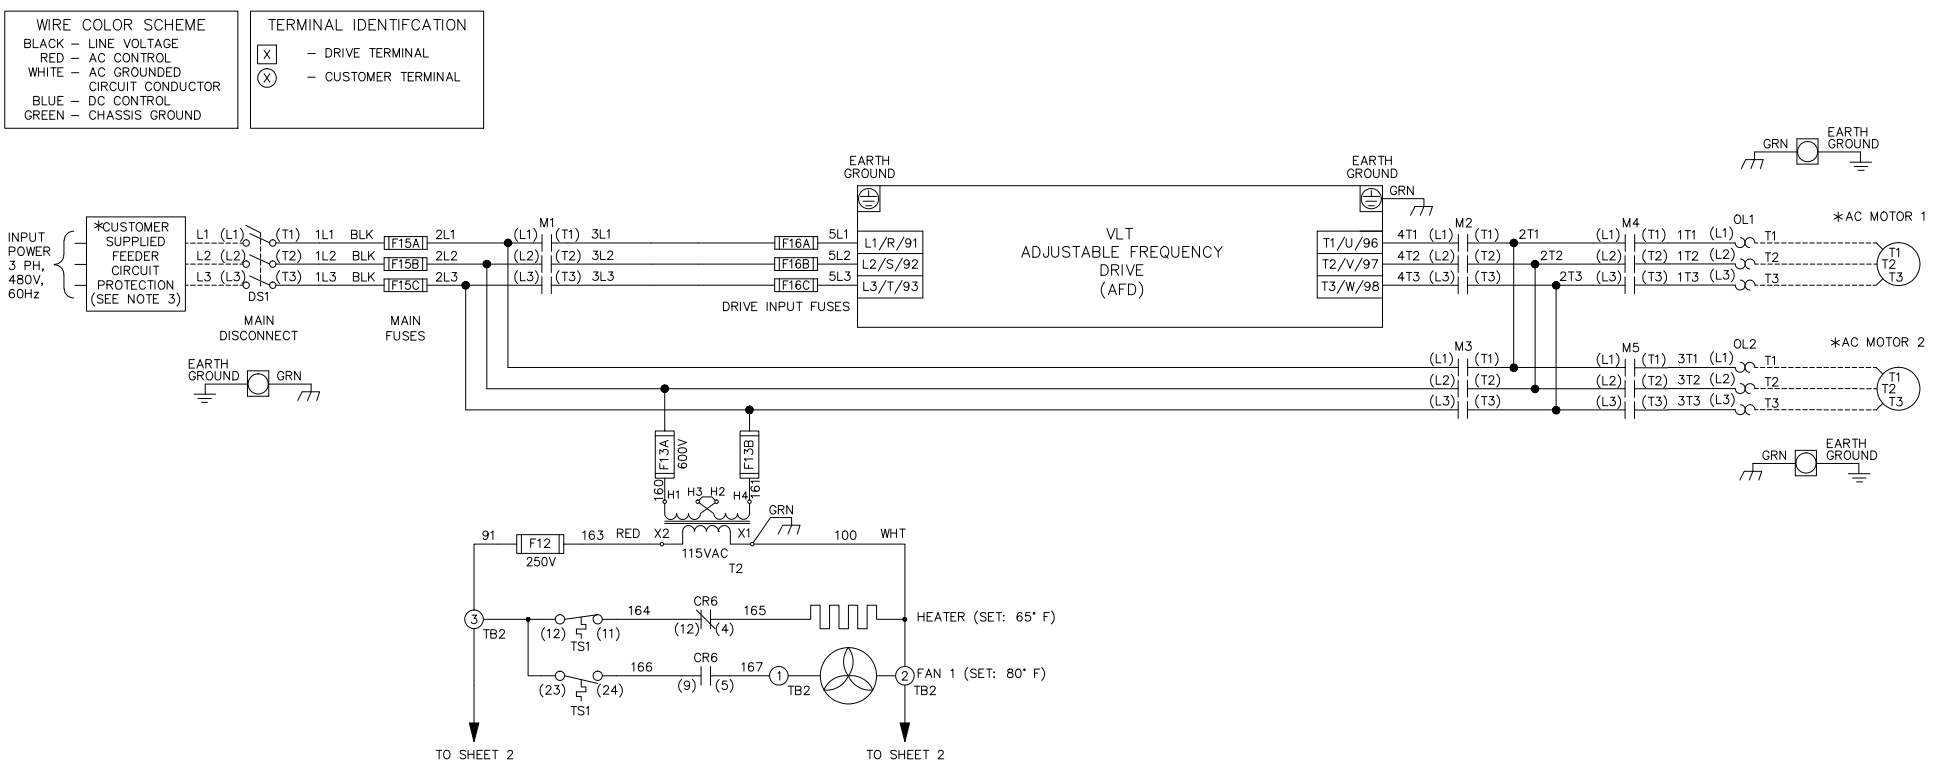 WIRE COLOR SCHEME
BLACK – LINE VOLTAGE
RED – AC CONTROL
WHITE – AC GROUNDED
CIRCUIT CONDUCTOR
BLUE – DC CONTROL
GREEN – CHASSIS GROUND
TERMINAL IDENTIFCATION
X – DRIVE TERMINAL
X – CUSTOMER TERMINAL
INPUT
POWER
3 PH,
480V,
60Hz
*CUSTOMER
SUPPLIED
FEEDER
CIRCUIT
PROTECTION
(SEE NOTE 3)
L1 (L1) (T1) 1L1 BLK F15A 2L1 (L1) M1 (T1) 3L1 F16A 5L1 L1/R/91
L2 (L2) (T2) 1L2 BLK F15B 2L2 (L2) (T2) 3L2 F16B 5L2 L2/S/92
L3 (L3) (T3) 1L3 BLK F15C 2L3 (L3) (T3) 3L3 F16C 5L3 L3/T/93
DS1
MAIN
DISCONNECT
MAIN
FUSES
DRIVE INPUT FUSES
EARTH
GROUND
GRN
EARTH
GROUND
VLT
ADJUSTABLE FREQUENCY
DRIVE
(AFD)
EARTH
GROUND
GRN
GRN
EARTH
GROUND
T1/U/96 4T1 (L1) M2 (T1) 2T1 (L1) M4 (T1) 1T1 (L1) OL1 T1
T2/V/97 4T2 (L2) (T2) 2T2 (L2) (T2) 1T2 (L2) T2
T3/W/98 4T3 (L3) (T3) 2T3 (L3) (T3) 1T3 (L3) T3
*AC MOTOR 1
T1
T2
T3
(L1) M3 (T1) (L1) M5 (T1) 3T1 (L1) OL2 T1
(L2) (T2) (L2) (T2) 3T2 (L2) T2
(L3) (T3) (L3) (T3) 3T3 (L3) T3
*AC MOTOR 2
T1
T2
T3
GRN
EARTH
GROUND
F13A
600V
F13B
160
161
H1 H3 H2 H4
GRN
91 F12 163 RED X2 X1 100 WHT
250V
115VAC
T2
3
TB2
(12) (11)
TS1
164
CR6
(12) (4)
165
HEATER (SET: 65° F)
(23) (24)
TS1
166
CR6
(9) (5)
167
1
TB2
2
TB2
FAN 1 (SET: 80° F)
TO SHEET 2
TO SHEET 2